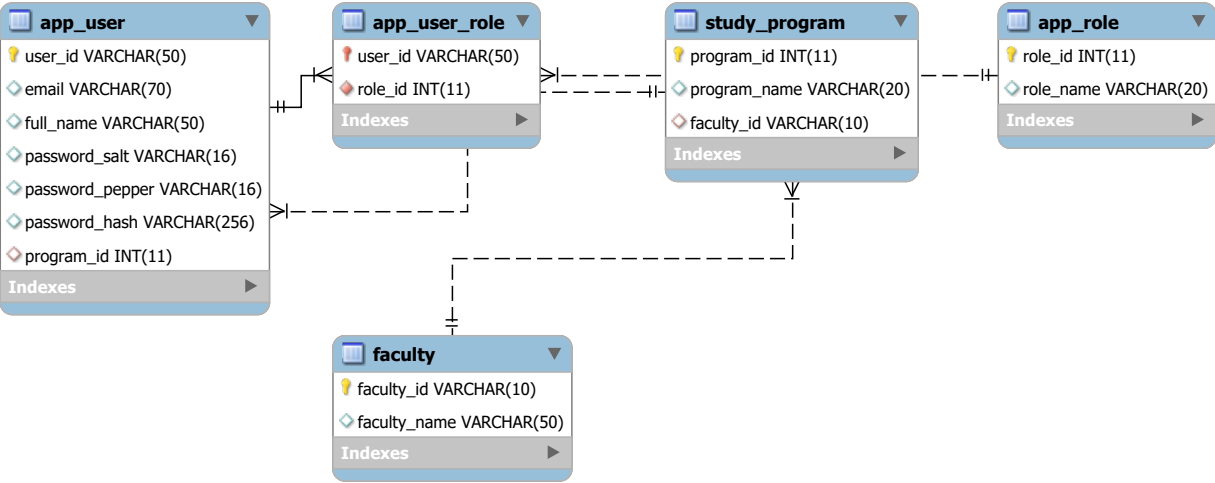 app_user
user_id VARCHAR(50)
email VARCHAR(70)
full_name VARCHAR(50)
password_salt VARCHAR(16)
password_pepper VARCHAR(16)
password_hash VARCHAR(256)
program_id INT(11)
Indexes
app_user_role
user_id VARCHAR(50)
role_id INT(11)
Indexes
study_program
program_id INT(11)
program_name VARCHAR(20)
faculty_id VARCHAR(10)
Indexes
app_role
role_id INT(11)
role_name VARCHAR(20)
Indexes
faculty
faculty_id VARCHAR(10)
faculty_name VARCHAR(50)
Indexes